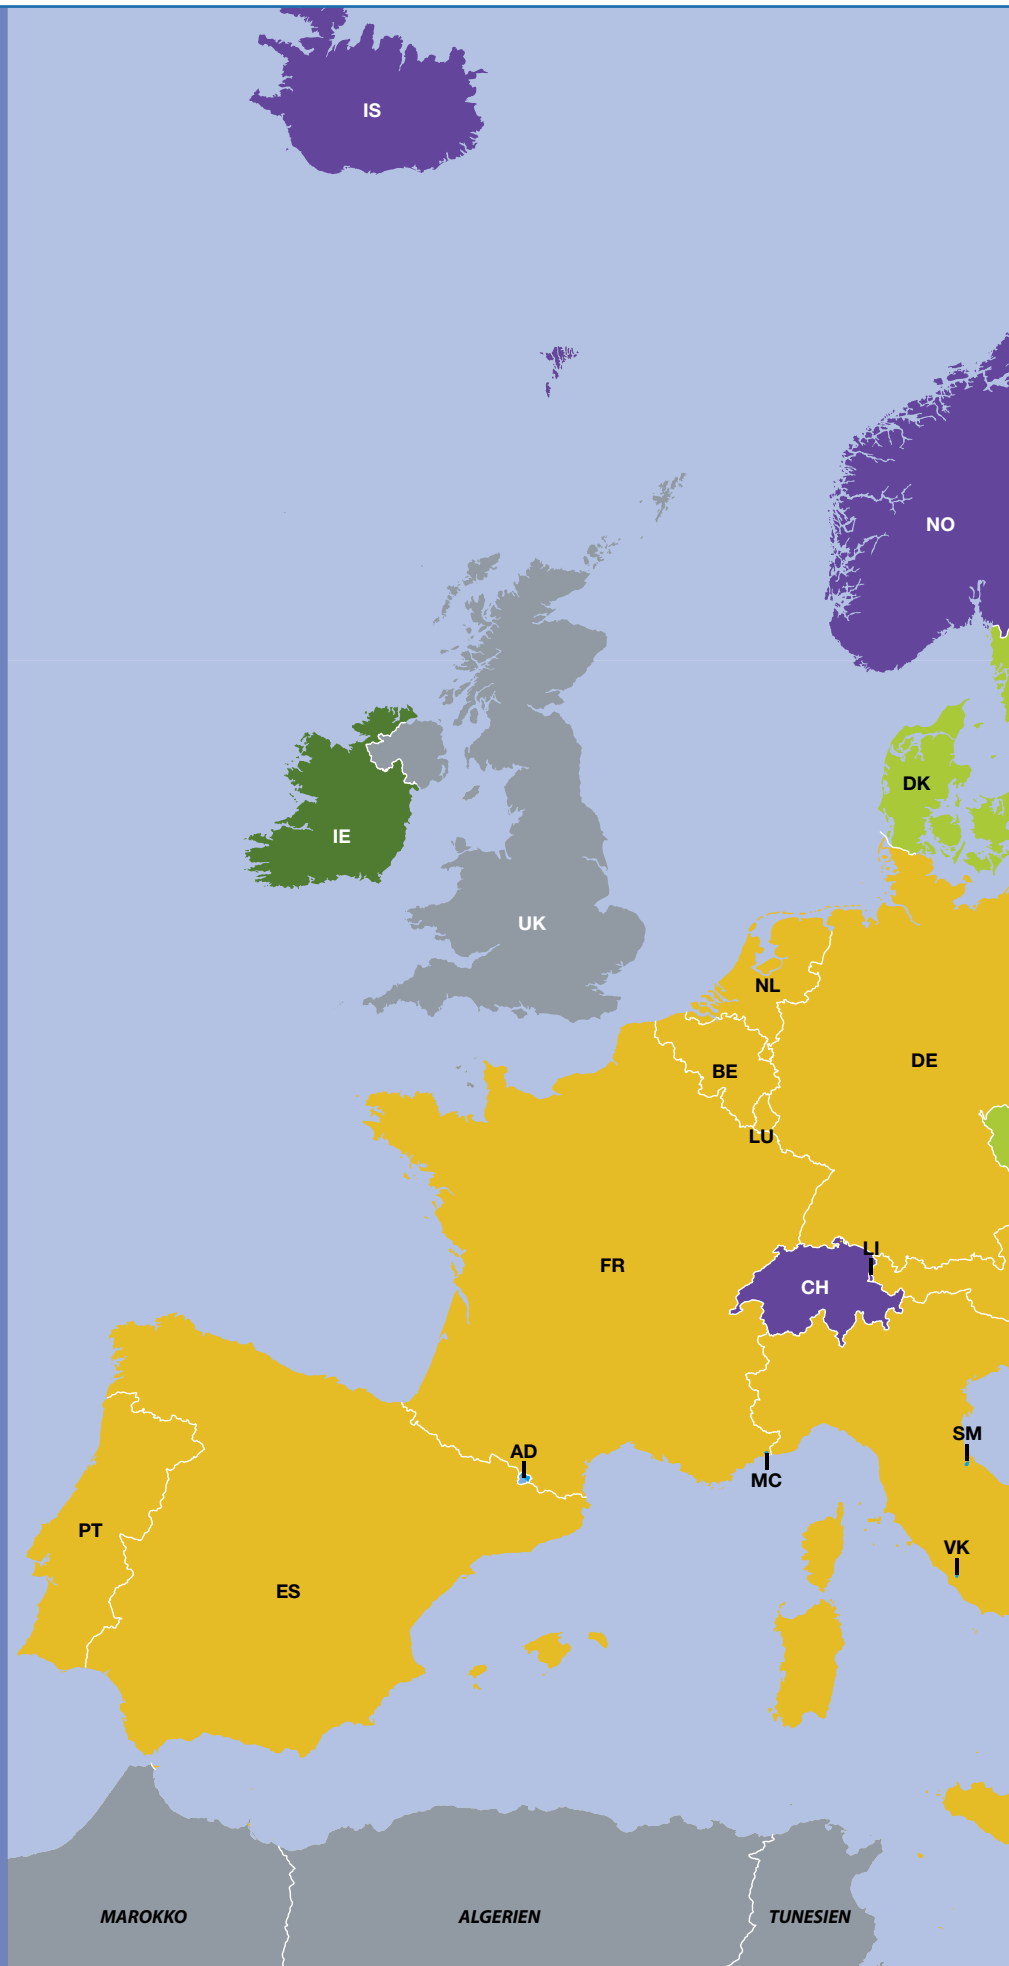 IS
NO
DK
IE
UK
NL
DE
BE
LU
LI
FR
CH
SM
AD
MC
PT
VK
ES
MAROKKO
ALGERIEN
TUNESIEN